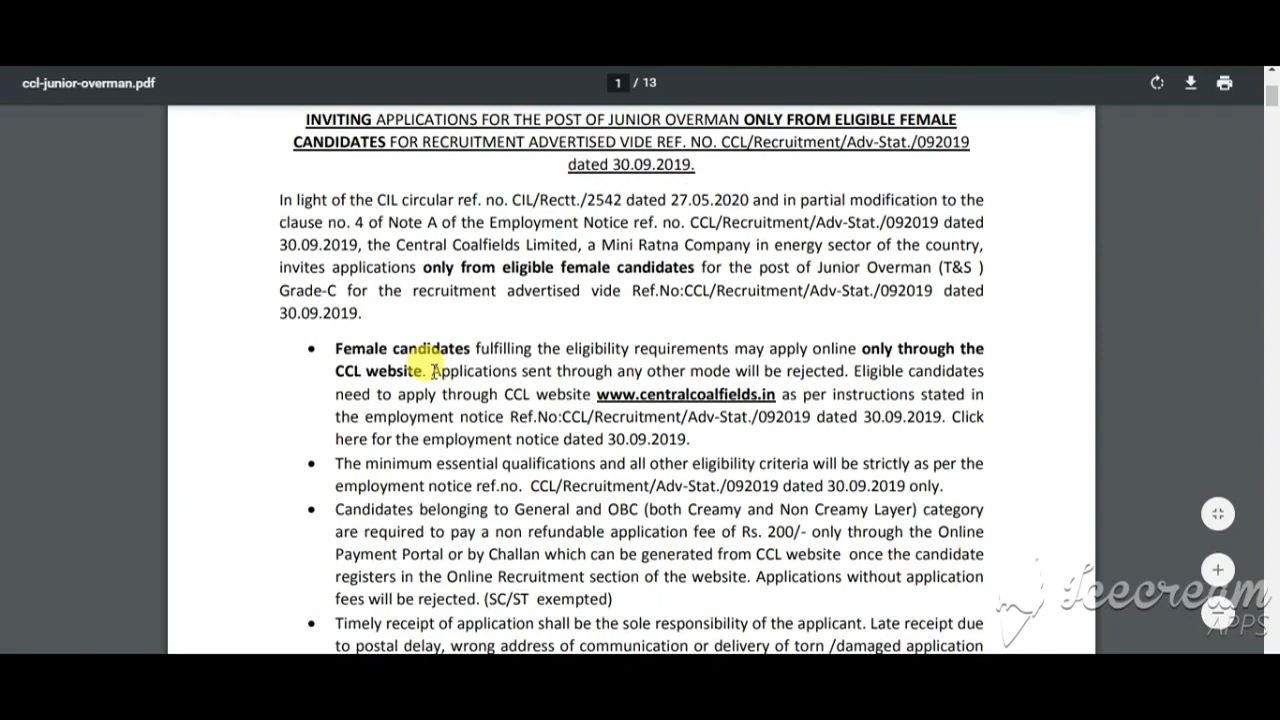 ccl-junior-overman.pdf
1 / 13
INVITING APPLICATIONS FOR THE POST OF JUNIOR OVERMAN ONLY FROM ELIGIBLE FEMALE
CANDIDATES FOR RECRUITMENT ADVERTISED VIDE REF. NO. CCL/Recruitment/Adv-Stat./092019
dated 30.09.2019.
In light of the CIL circular ref. no. CIL/Rectt./2542 dated 27.05.2020 and in partial modification to the
clause no. 4 of Note A of the Employment Notice ref. no. CCL/Recruitment/Adv-Stat./092019 dated
30.09.2019, the Central Coalfields Limited, a Mini Ratna Company in energy sector of the country,
invites applications only from eligible female candidates for the post of Junior Overman (T&S )
Grade-C for the recruitment advertised vide Ref.No:CCL/Recruitment/Adv-Stat./092019 dated
30.09.2019.
• Female candidates fulfilling the eligibility requirements may apply online only through the
CCL website. Applications sent through any other mode will be rejected. Eligible candidates
need to apply through CCL website www.centralcoalfields.in as per instructions stated in
the employment notice Ref.No:CCL/Recruitment/Adv-Stat./092019 dated 30.09.2019. Click
here for the employment notice dated 30.09.2019.
• The minimum essential qualifications and all other eligibility criteria will be strictly as per the
employment notice ref.no. CCL/Recruitment/Adv-Stat./092019 dated 30.09.2019 only.
• Candidates belonging to General and OBC (both Creamy and Non Creamy Layer) category
are required to pay a non refundable application fee of Rs. 200/- only through the Online
Payment Portal or by Challan which can be generated from CCL website once the candidate
registers in the Online Recruitment section of the website. Applications without application
fees will be rejected. (SC/ST exempted)
• Timely receipt of application shall be the sole responsibility of the applicant. Late receipt due
to postal delay, wrong address of communication or delivery of torn /damaged application
Icecream
APPS